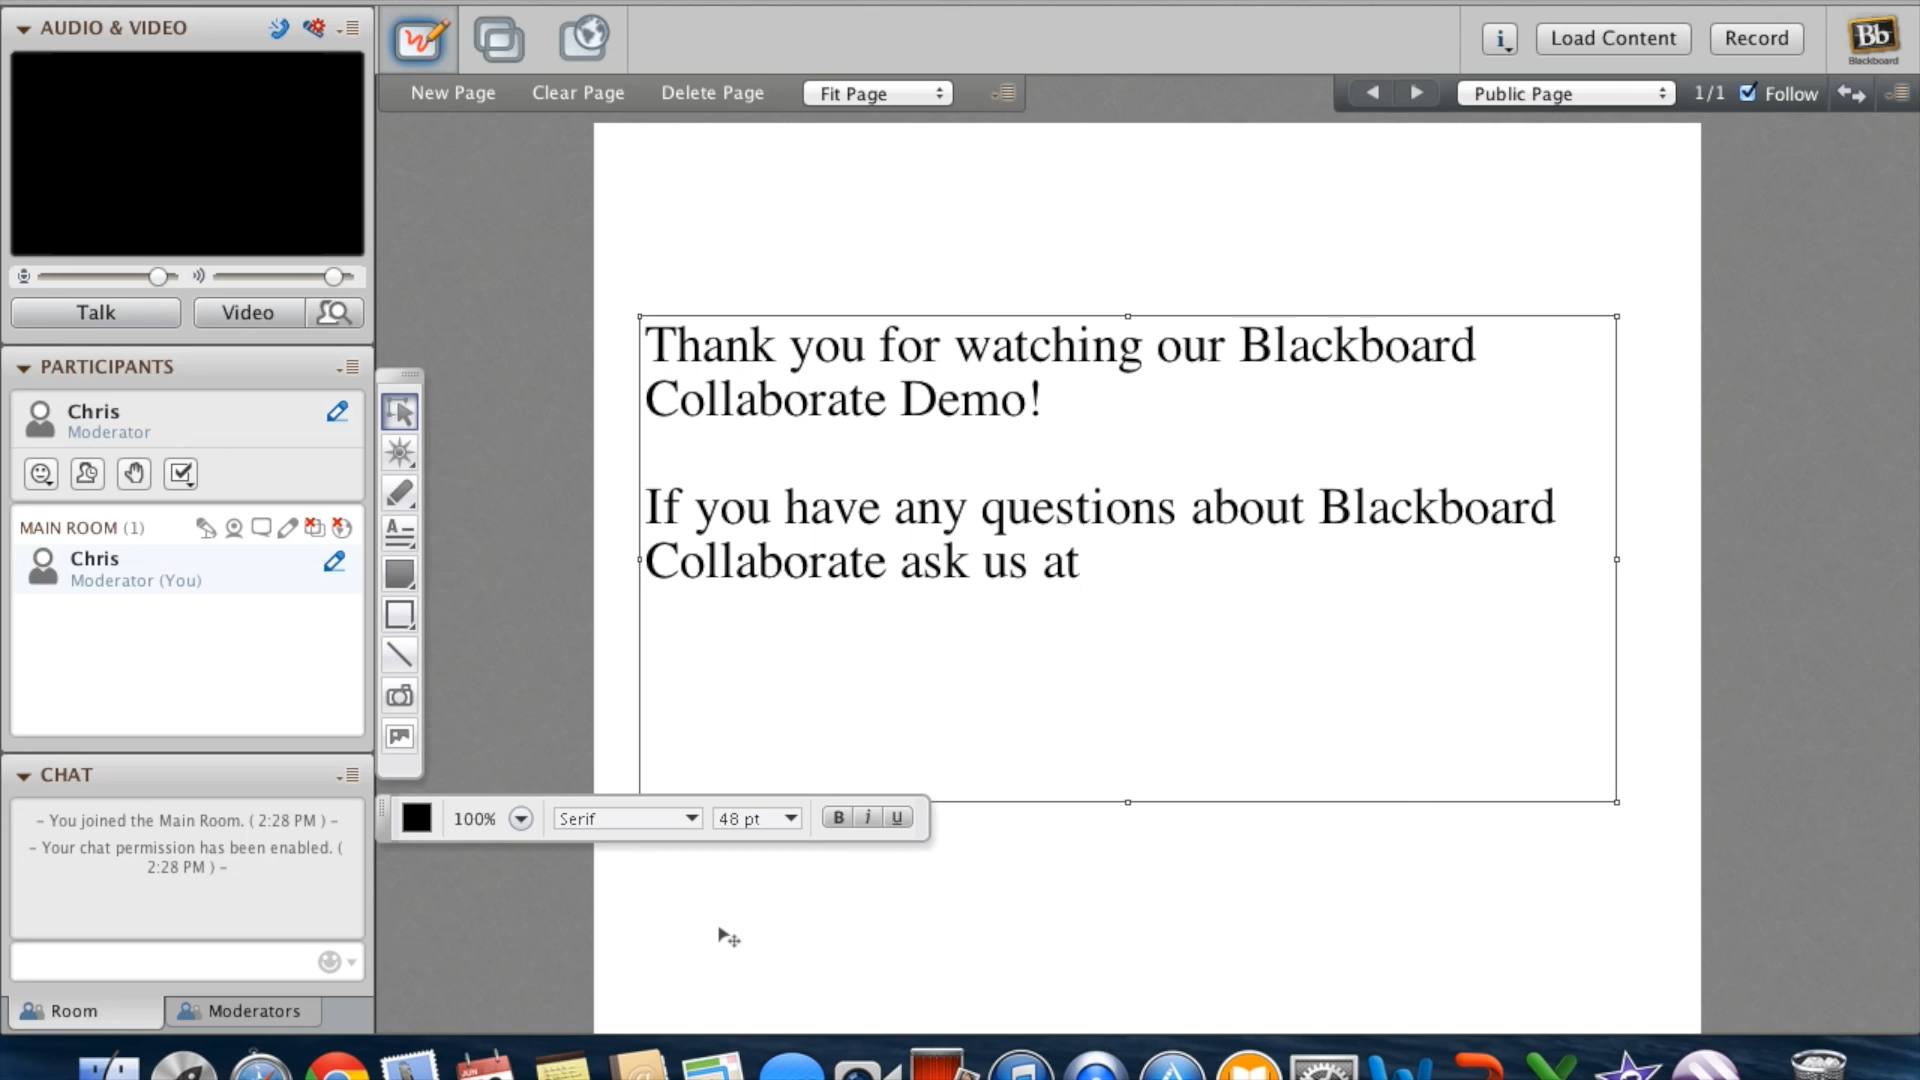 AUDIO & VIDEO
Talk
Video
PARTICIPANTS
Chris
Moderator
MAIN ROOM (1)
Chris
Moderator (You)
CHAT
– You joined the Main Room. ( 2:28 PM ) –
– Your chat permission has been enabled. (
2:28 PM ) –
Room
Moderators
i
Load Content
Record
Bb
Blackboard
New Page
Clear Page
Delete Page
Fit Page
Public Page
1/1
Follow
Thank you for watching our Blackboard
Collaborate Demo!
If you have any questions about Blackboard
Collaborate ask us at
100%
Serif
48 pt
B
i
U
JUN